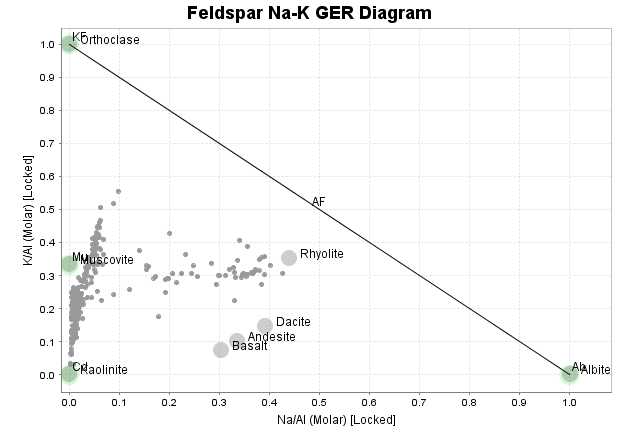 Feldspar Na-K GER Diagram
KF Orthoclase
1.0
0.9
0.8
0.7
0.6
0.5
0.4
0.3
0.2
0.1
0.0
K/Al (Molar) [Locked]
AF
Mu Muscovite
Rhyolite
Dacite
Andesite
Basalt
Cd Kaolinite
Ab Albite
0.0 0.1 0.2 0.3 0.4 0.5 0.6 0.7 0.8 0.9 1.0
Na/Al (Molar) [Locked]